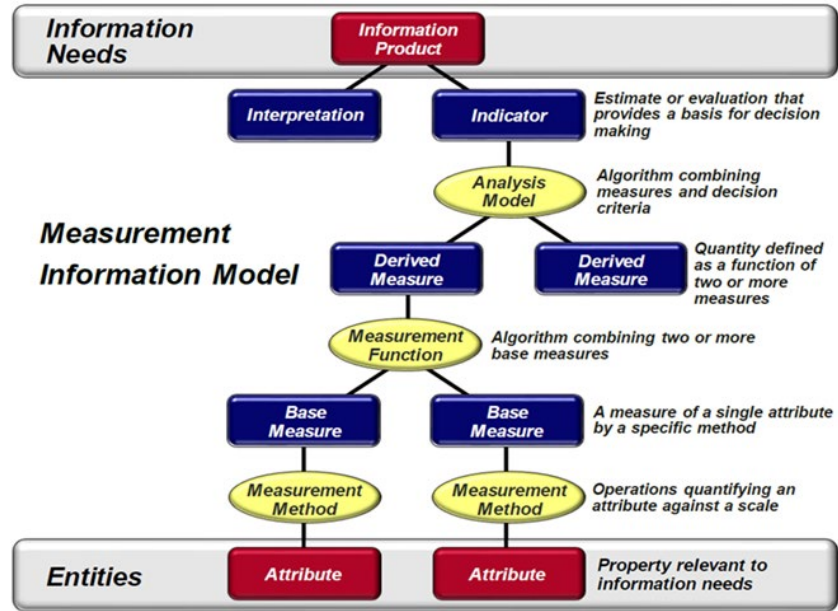 Information
Needs
Information
Product
Interpretation
Indicator
Estimate or evaluation that
provides a basis for decision
making
Analysis
Model
Algorithm combining
measures and decision
criteria
Measurement
Information Model
Derived
Measure
Derived
Measure
Quantity defined
as a function of
two or more
measures
Measurement
Function
Algorithm combining two or more
base measures
Base
Measure
Base
Measure
A measure of a single attribute
by a specific method
Measurement
Method
Measurement
Method
Operations quantifying an
attribute against a scale
Entities
Attribute
Attribute
Property relevant to
information needs